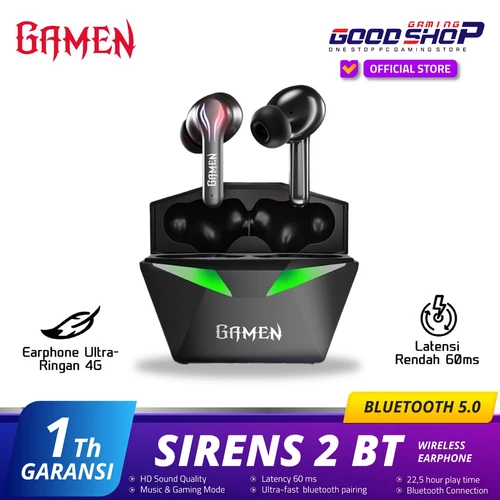 GAMEN
GAMING
GOODSHOP
ONE STOP PC GAMING STORE
OFFICIAL STORE
GAMEN
GAMEN
Earphone Ultra-
Ringan 4G
Latensi
Rendah 60ms
BLUETOOTH 5.0
1Th
GARANSI
SIRENS 2 BT
WIRELESS
EARPHONE
• HD Sound Quality
• Music & Gaming Mode
• Latency 60 ms
• Ultra-fast bluetooth pairing
• 22,5 hour play time
• Bluetooth Connection